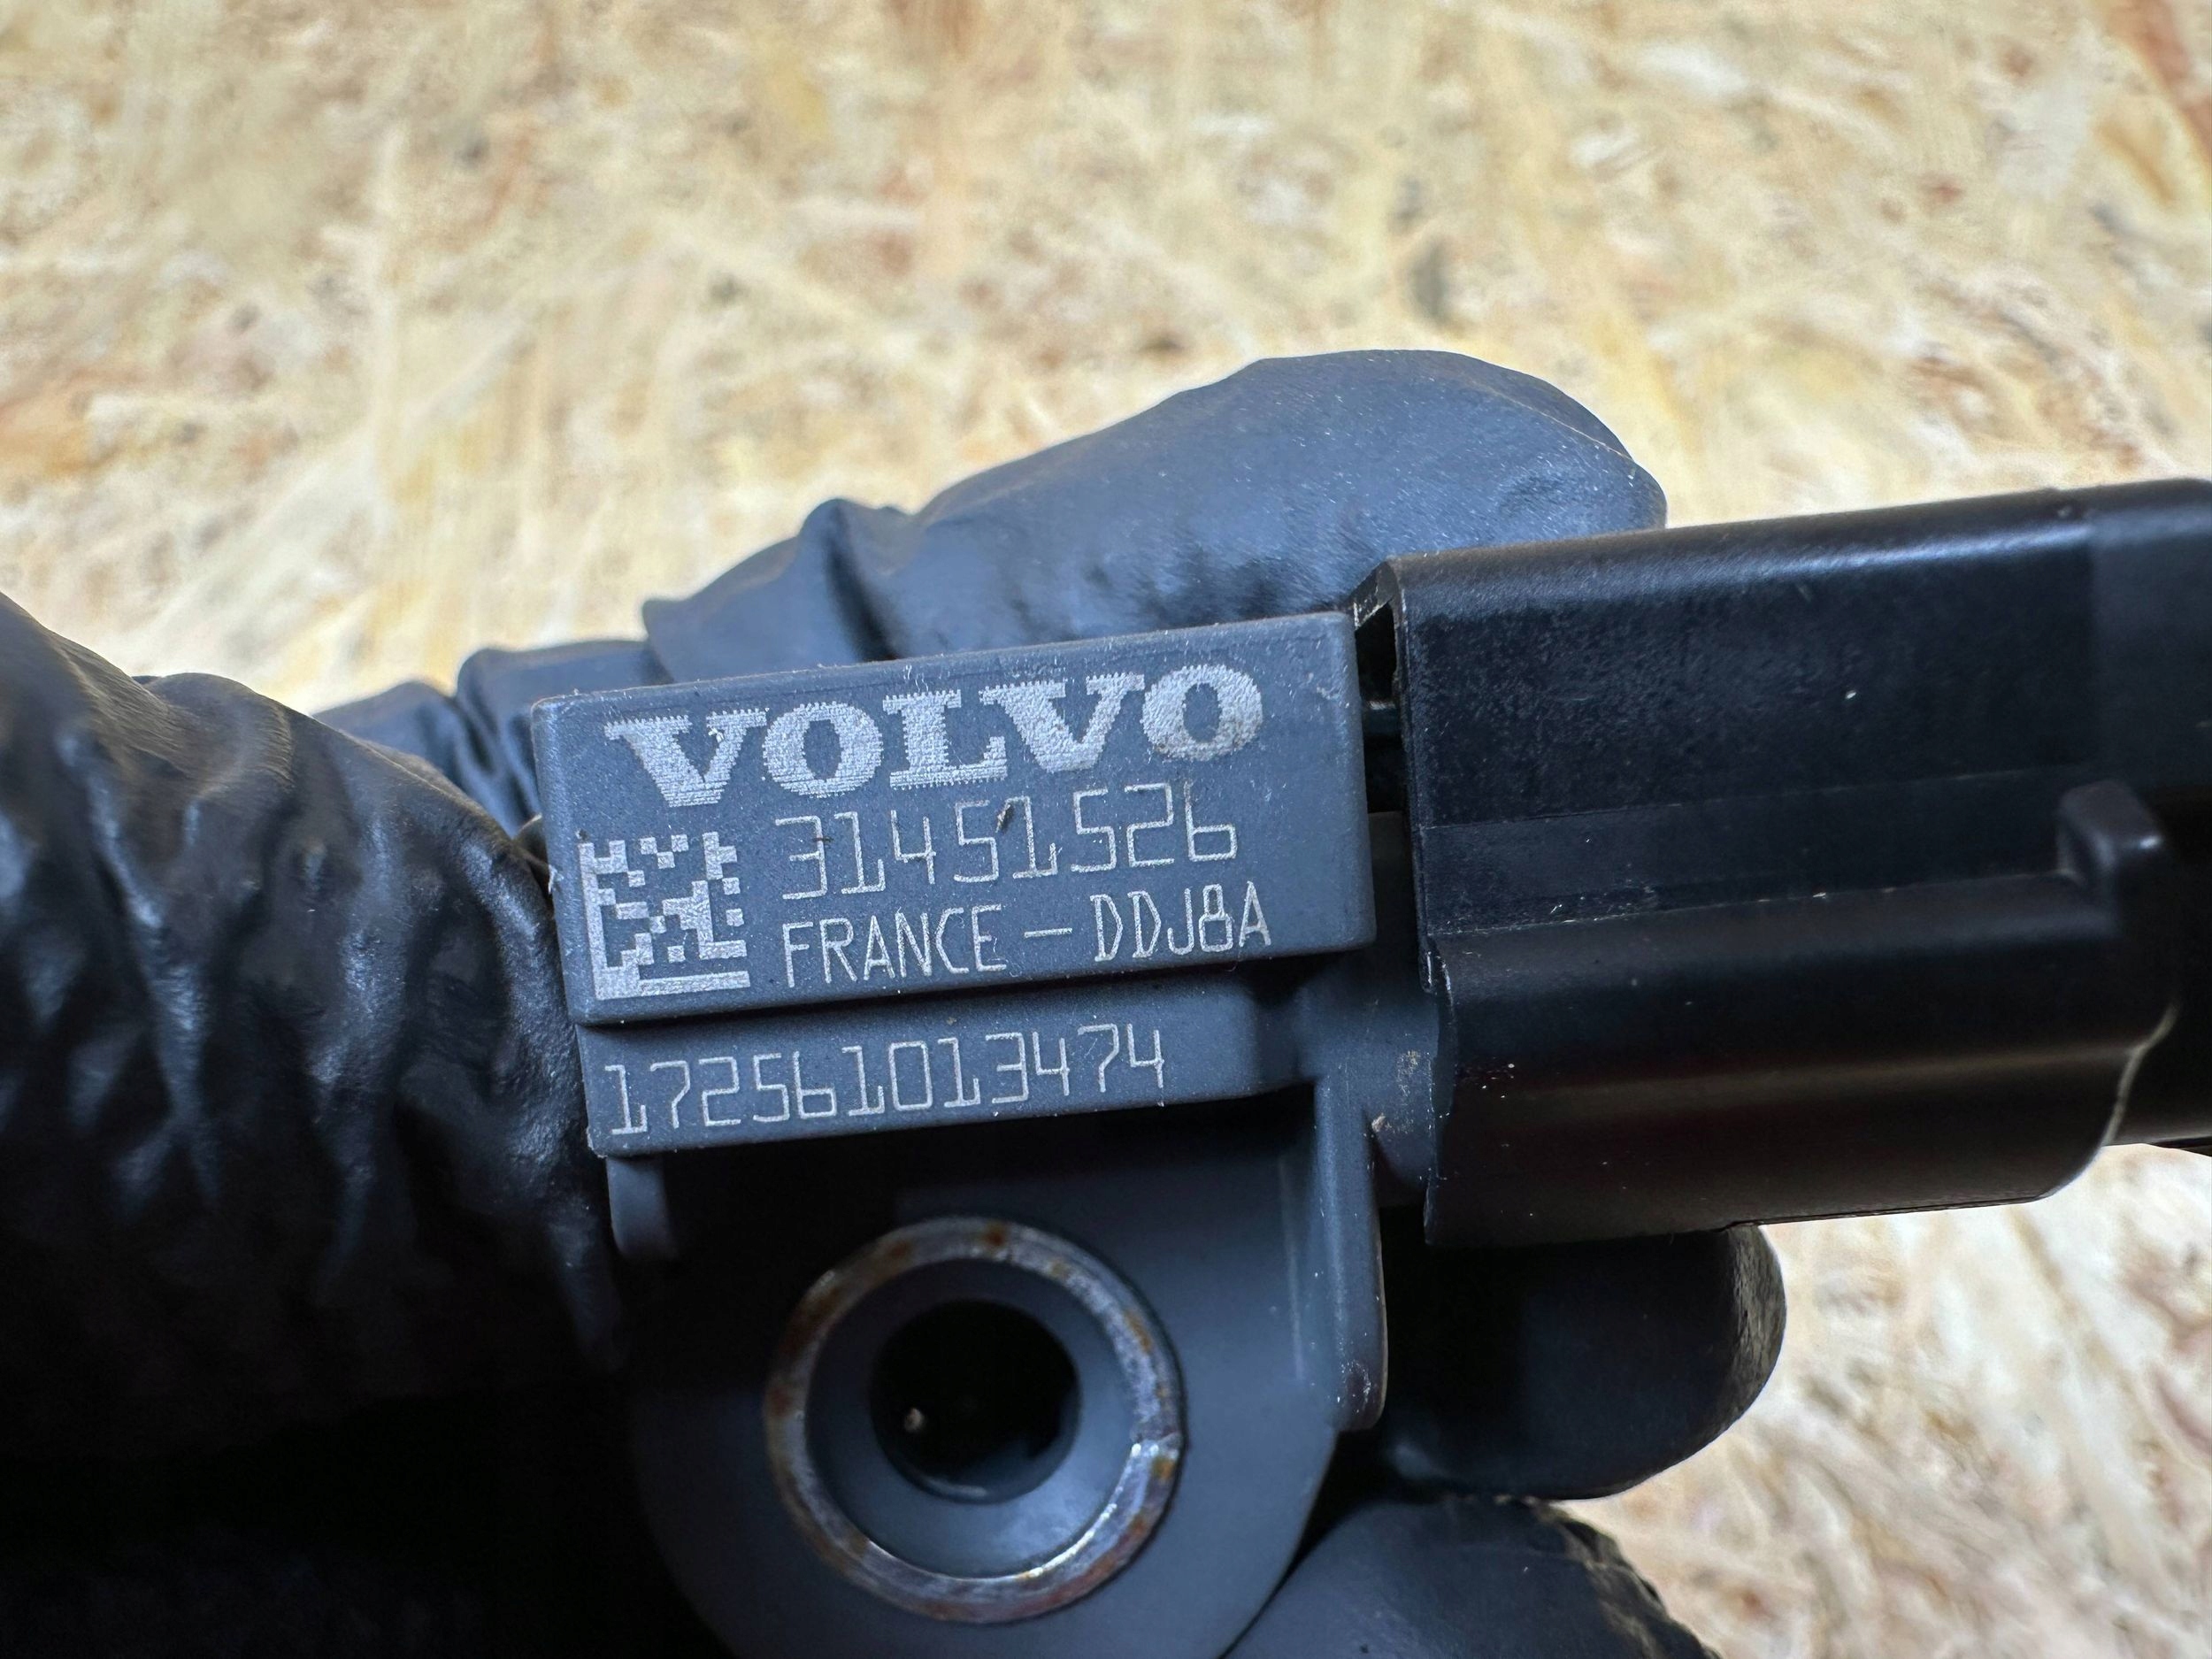 VOLVO
31451526
FRANCE - DDJ8A
172561013474